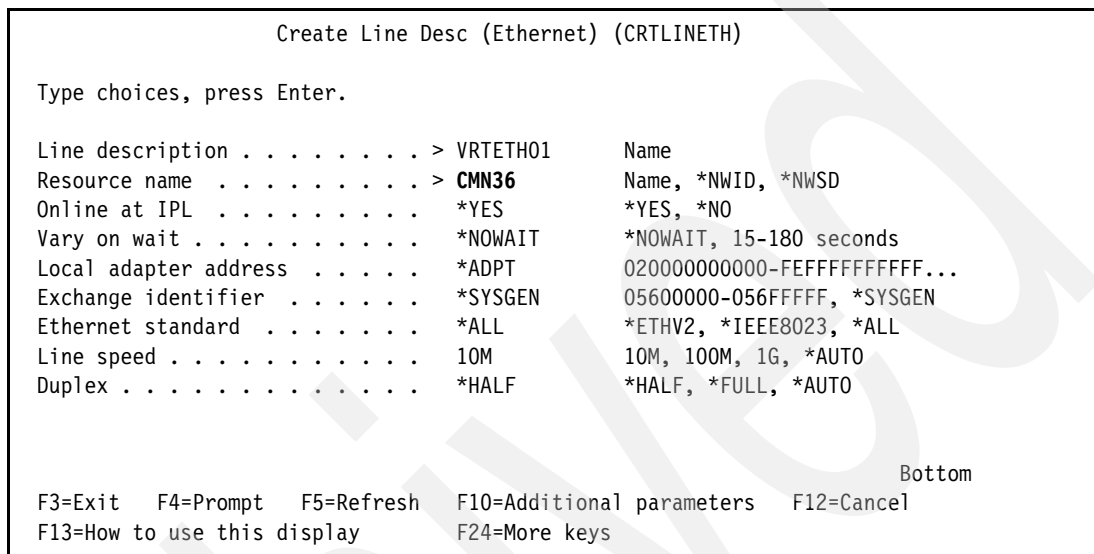 Create Line Desc (Ethernet) (CRTLINETH)
Type choices, press Enter.
Line description . . . . . . . . > VRTETH01 Name
Resource name . . . . . . . . . > CMN36 Name, *NWID, *NWSD
Online at IPL . . . . . . . . . *YES *YES, *NO
Vary on wait . . . . . . . . . . *NOWAIT *NOWAIT, 15-180 seconds
Local adapter address . . . . . *ADPT 020000000000-FEFFFFFFFFFF...
Exchange identifier . . . . . . *SYSGEN 05600000-056FFFFF, *SYSGEN
Ethernet standard . . . . . . . *ALL *ETHV2, *IEEE8023, *ALL
Line speed . . . . . . . . . . . 10M 10M, 100M, 1G, *AUTO
Duplex . . . . . . . . . . . . . *HALF *HALF, *FULL, *AUTO
Bottom
F3=Exit F4=Prompt F5=Refresh F10=Additional parameters F12=Cancel
F13=How to use this display F24=More keys